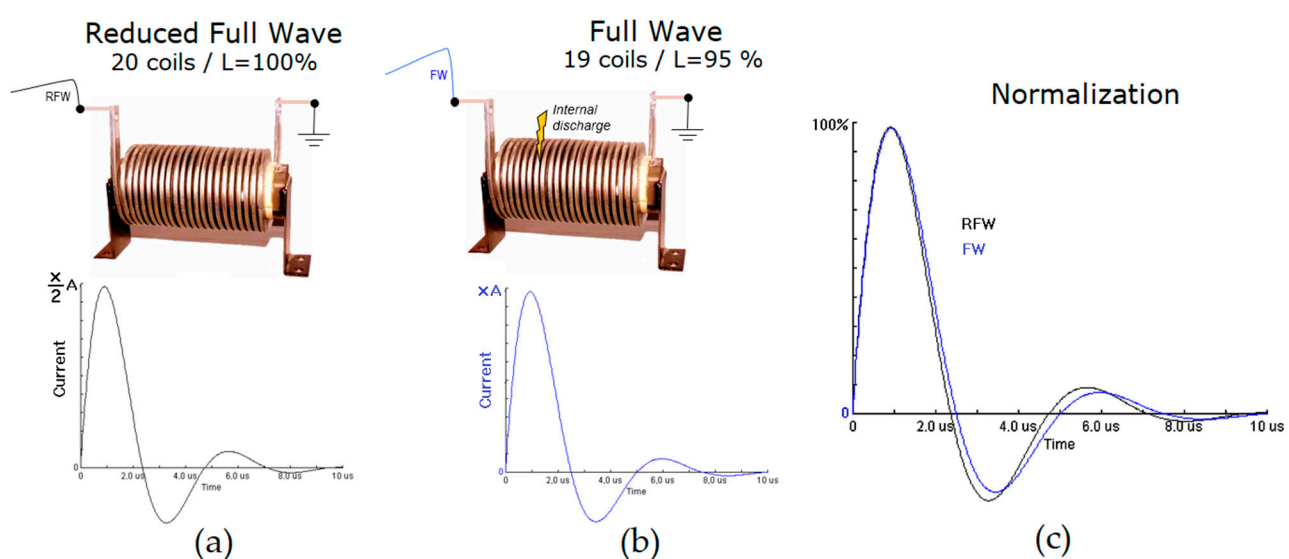 Reduced Full Wave
20 coils / L=100%
RFW
x/2 A
Current
0
2.0 us
4.0 us
6.0 us
8.0 us
10 us
Time
(a)
Full Wave
19 coils / L=95 %
FW
Internal
discharge
xA
Current
0
2.0 us
4.0 us
6.0 us
8.0 us
10 us
Time
(b)
Normalization
100%
RFW
FW
0
2.0 us
4.0 us
6.0 us
8.0 us
10 us
Time
(c)